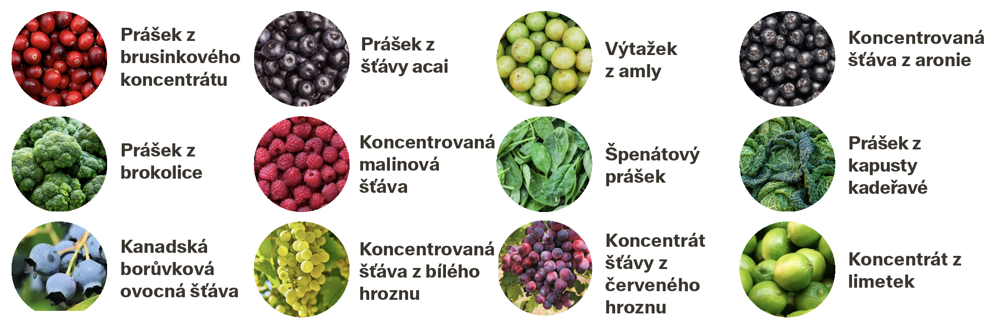 Prášek z
brusinkového
koncentrátu
Prášek z
šťávy acai
Výtažek
z amly
Koncentrovaná
šťáva z aronie
Prášek z
brokolice
Koncentrovaná
malinová
šťáva
Špenátový
prášek
Prášek z
kapusty
kadeřavé
Kanadská
borůvková
ovocná šťáva
Koncentrovaná
šťáva z bílého
hroznu
Koncentrát
šťávy z
červeného
hroznu
Koncentrát z
limetek